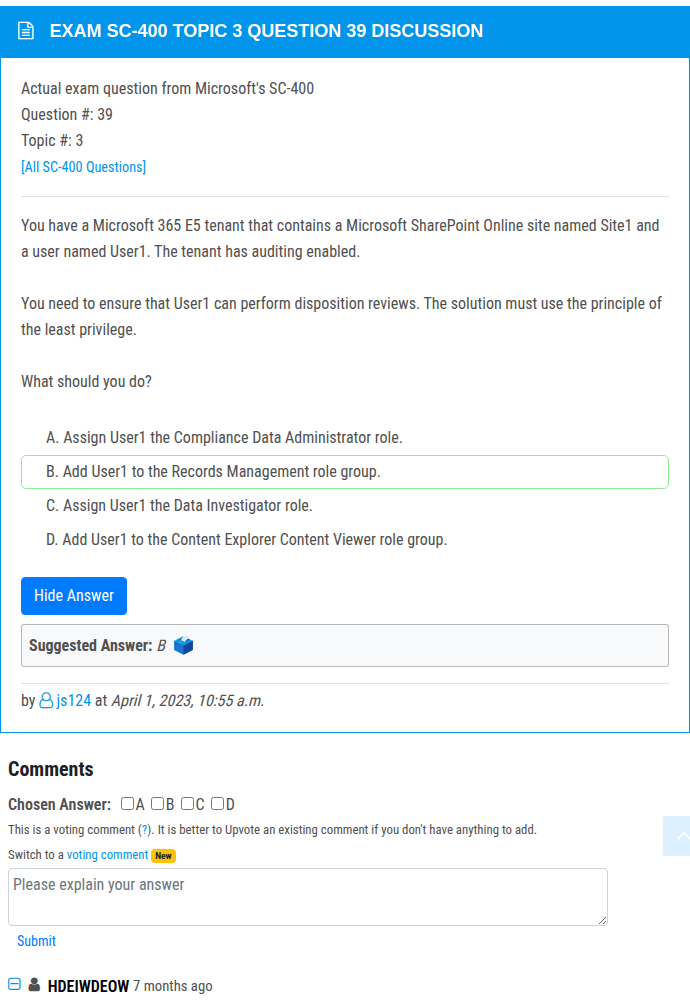 EXAM SC-400 TOPIC 3 QUESTION 39 DISCUSSION
Actual exam question from Microsoft's SC-400
Question #: 39
Topic #: 3
[All SC-400 Questions]
You have a Microsoft 365 E5 tenant that contains a Microsoft SharePoint Online site named Site1 and
a user named User1. The tenant has auditing enabled.
You need to ensure that User1 can perform disposition reviews. The solution must use the principle of
the least privilege.
What should you do?
A. Assign User1 the Compliance Data Administrator role.
B. Add User1 to the Records Management role group.
C. Assign User1 the Data Investigator role.
D. Add User1 to the Content Explorer Content Viewer role group.
Hide Answer
Suggested Answer: B
by js124 at April 1, 2023, 10:55 a.m.
Comments
Chosen Answer: A B C D
This is a voting comment (?). It is better to Upvote an existing comment if you don't have anything to add.
Switch to a voting comment New
Please explain your answer
Submit
HDEIWDEOW 7 months ago